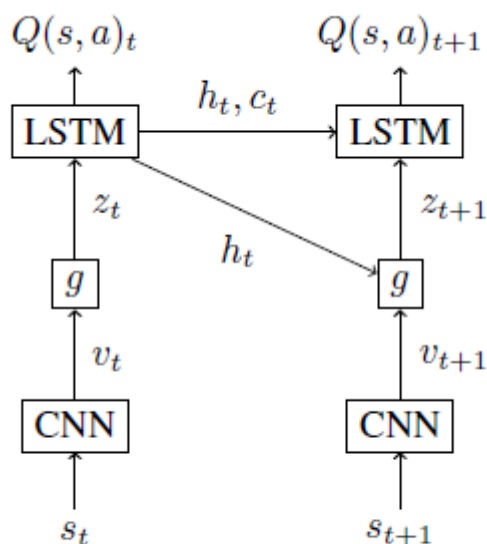 Q(s, a)_t Q(s, a)_{t+1}
h_t, c_t
LSTM LSTM
z_t z_{t+1}
h_t
g g
v_t v_{t+1}
CNN CNN
s_t s_{t+1}